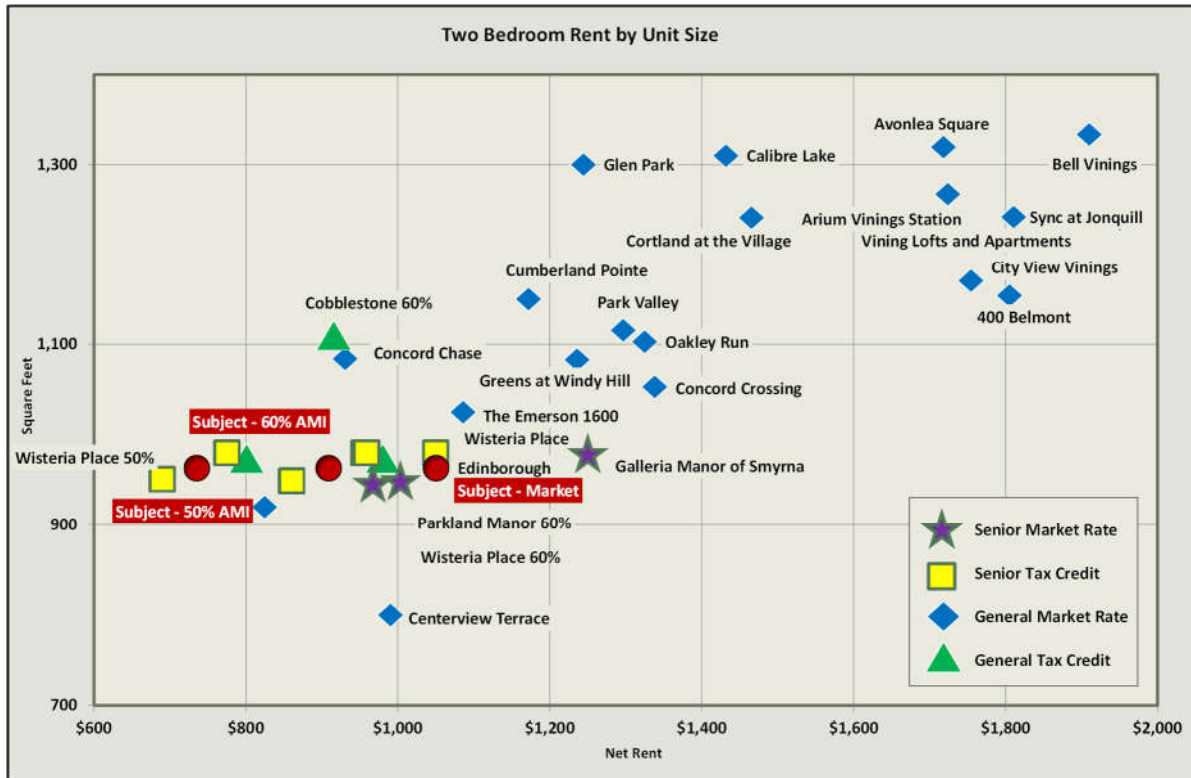 Two Bedroom Rent by Unit Size
Avonlea Square
1,300
Glen Park
Calibre Lake
Bell Vinings
Arium Vinings Station
Sync at Jonquill
Cortland at the Village
Vining Lofts and Apartments
Cumberland Pointe
City View Vinings
Cobblestone 60%
Park Valley
400 Belmont
1,100
Concord Chase
Oakley Run
Greens at Windy Hill
Concord Crossing
Square Feet
The Emerson 1600
Subject - 60% AMI
Wisteria Place
Wisteria Place 50%
Edinborough
Galleria Manor of Smyrna
Subject - Market
Subject - 50% AMI
900
Parkland Manor 60%
Wisteria Place 60%
Centerview Terrace
Senior Market Rate
Senior Tax Credit
General Market Rate
General Tax Credit
700
$600
$800
$1,000
$1,200
$1,400
$1,600
$1,800
$2,000
Net Rent